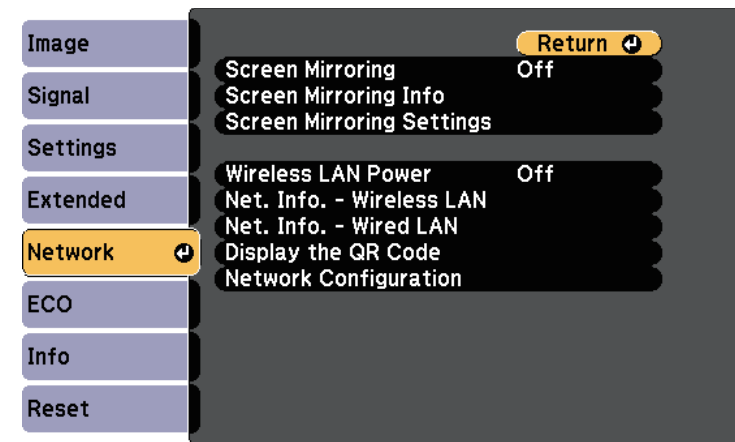 Image
Signal
Settings
Extended
Network
ECO
Info
Reset
Return
Screen Mirroring Off
Screen Mirroring Info
Screen Mirroring Settings
Wireless LAN Power Off
Net. Info. - Wireless LAN
Net. Info. - Wired LAN
Display the QR Code
Network Configuration